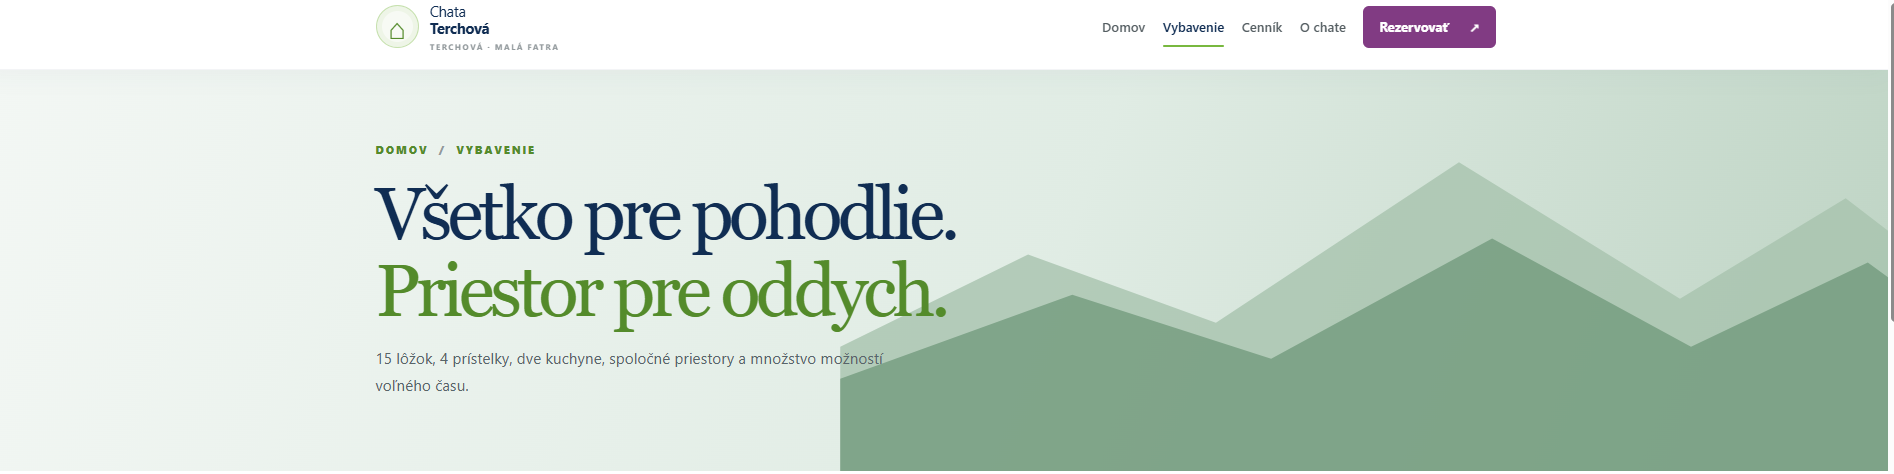 Chata
Terchová
TERCHOVÁ · MALÁ FATRA
Domov Vybavenie Cenník O chate Rezervovať ↗
DOMOV / VYBAVENIE
Všetko pre pohodlie.
Priestor pre oddych.
15 lôžok, 4 prístelky, dve kuchyne, spoločné priestory a množstvo možností
voľného času.